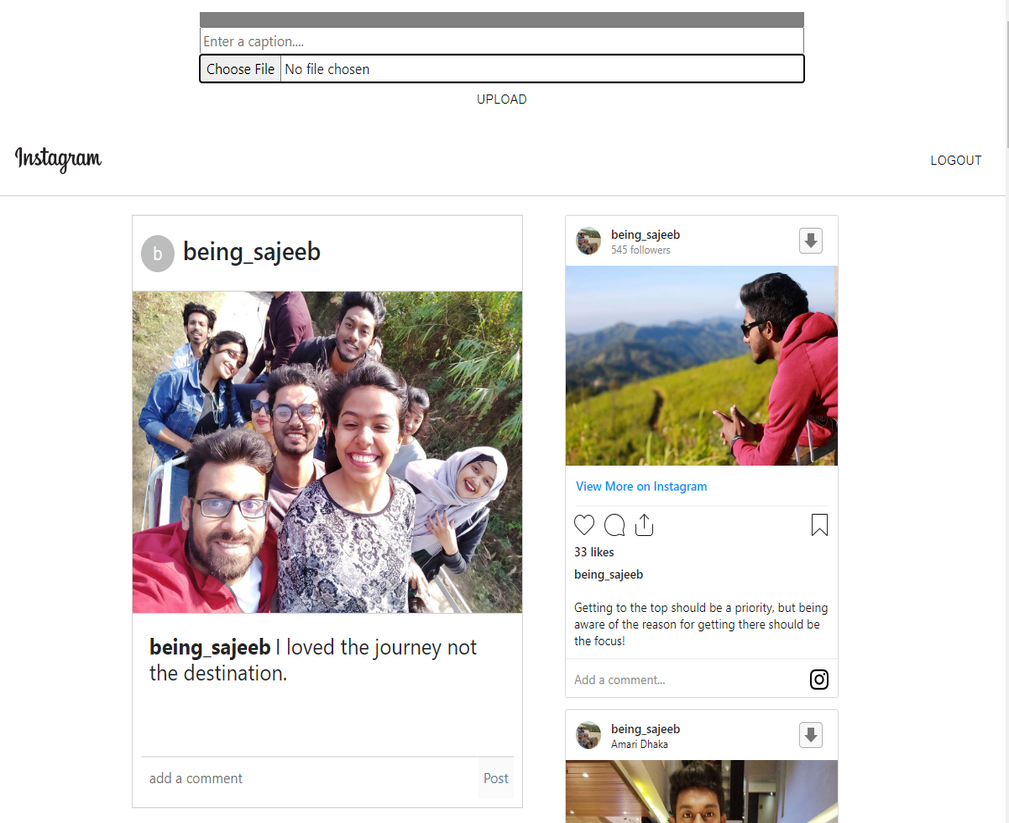 Enter a caption....
Choose File No file chosen
UPLOAD
Instagram
LOGOUT
b being_sajeeb
being_sajeeb I loved the journey not
the destination.
add a comment Post
being_sajeeb
545 followers
View More on Instagram
33 likes
being_sajeeb
Getting to the top should be a priority, but being
aware of the reason for getting there should be
the focus!
Add a comment...
being_sajeeb
Amari Dhaka